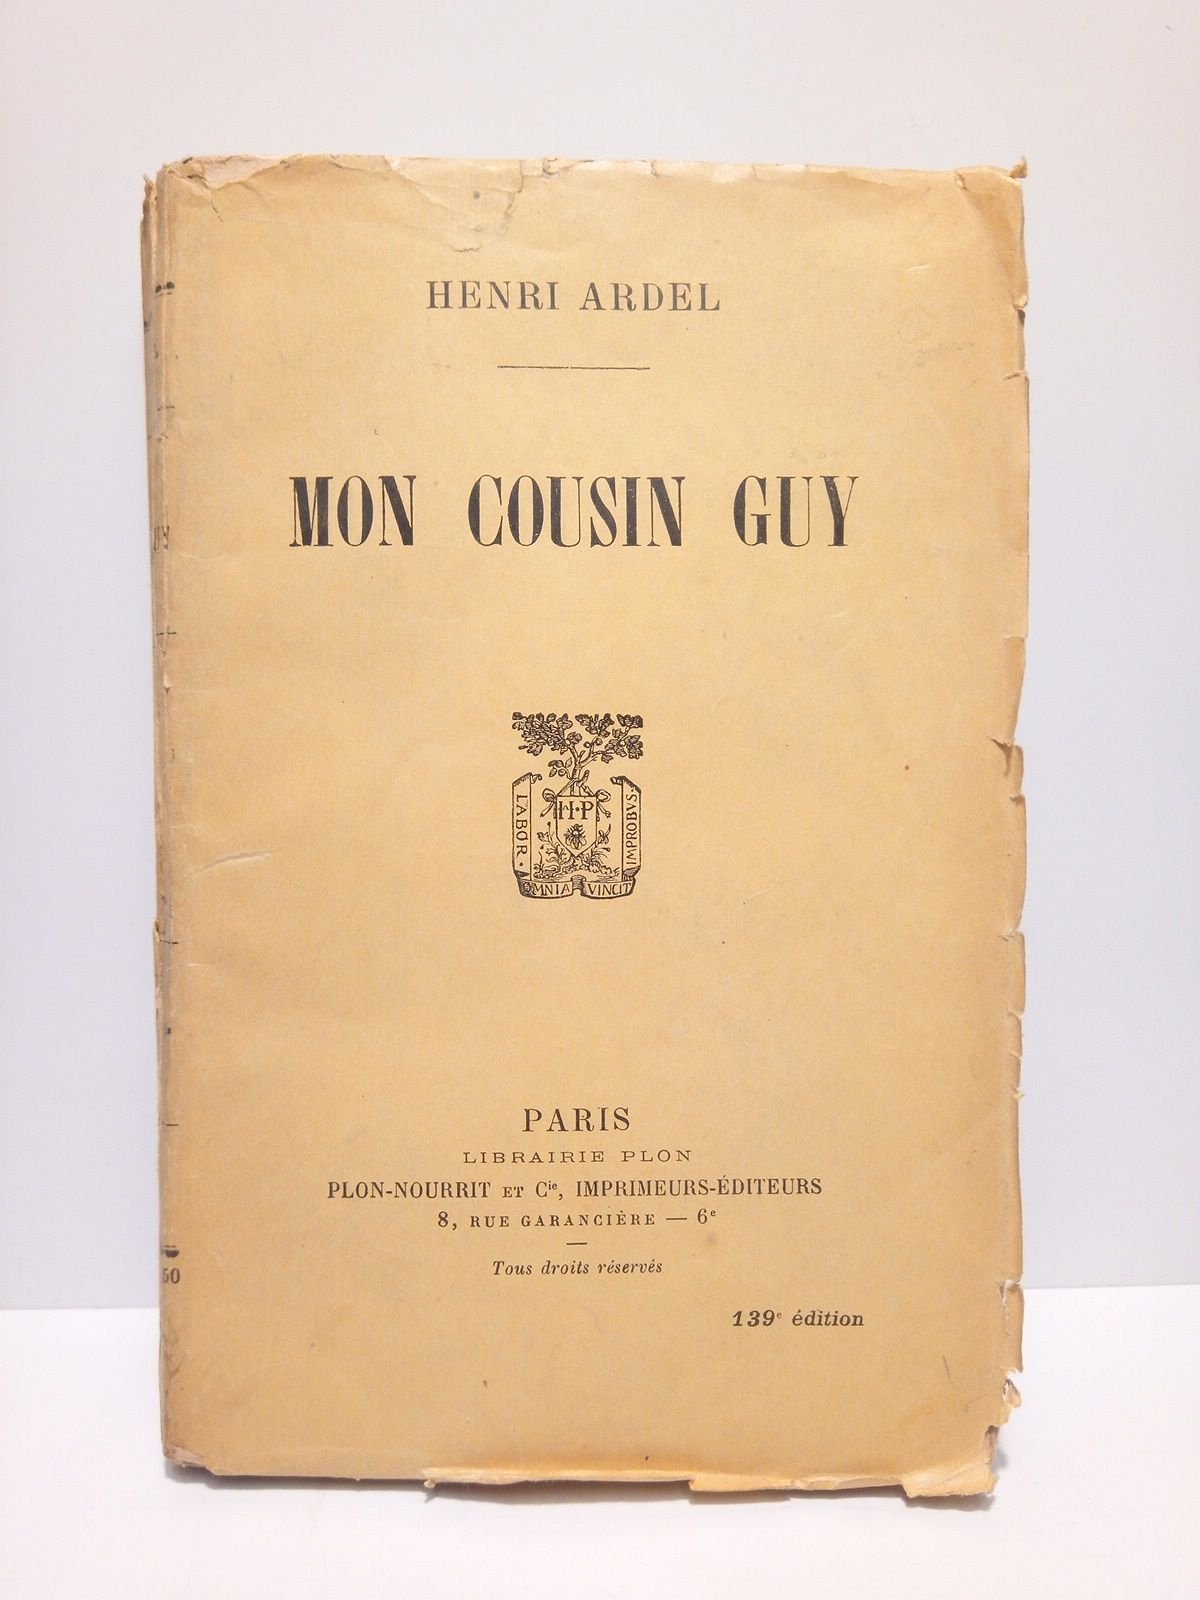 HENRI ARDEL
MON COUSIN GUY
H·P
LABOR·
OMNIA VINCIT
IMPROBVS·
PARIS
LIBRAIRIE PLON
PLON-NOURRIT ET Cie, IMPRIMEURS-ÉDITEURS
8, RUE GARANCIÈRE — 6e
Tous droits réservés
139e édition
50